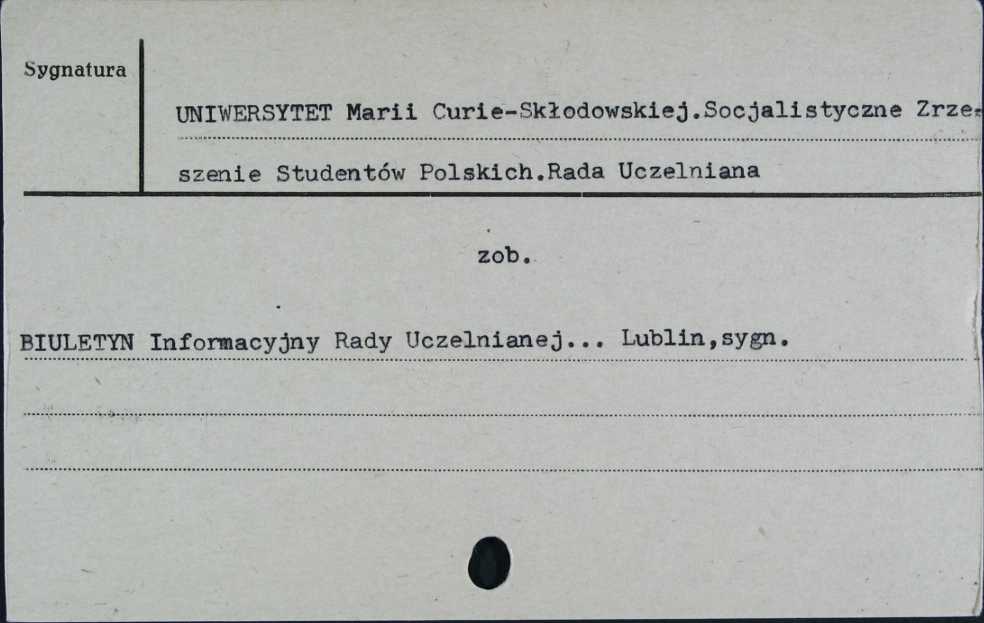 Sygnatura
UNIWERSYTET Marii Curie-Skłodowskiej.Socjalistyczne Zrze-
szenie Studentów Polskich.Rada Uczelniana
zob.
BIULETYN Informacyjny Rady Uczelnianej... Lublin,sygn.